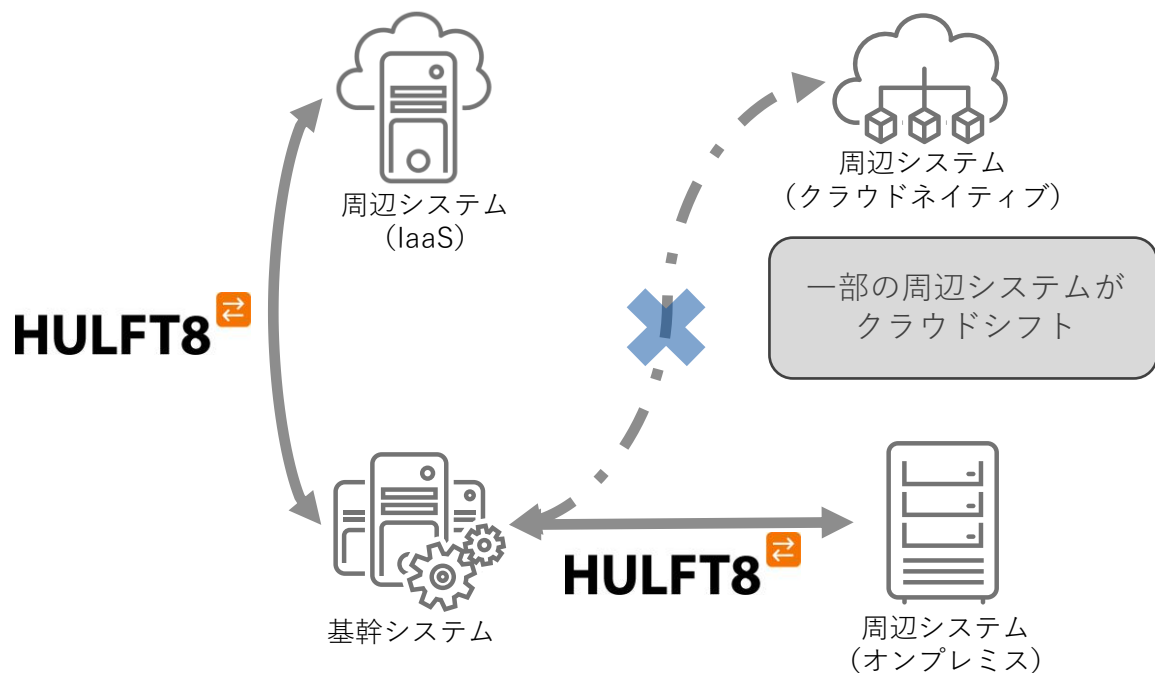 周辺システム
（IaaS）
周辺システム
（クラウドネイティブ）
一部の周辺システムが
クラウドシフト
HULFT8
HULFT8
基幹システム
周辺システム
（オンプレミス）